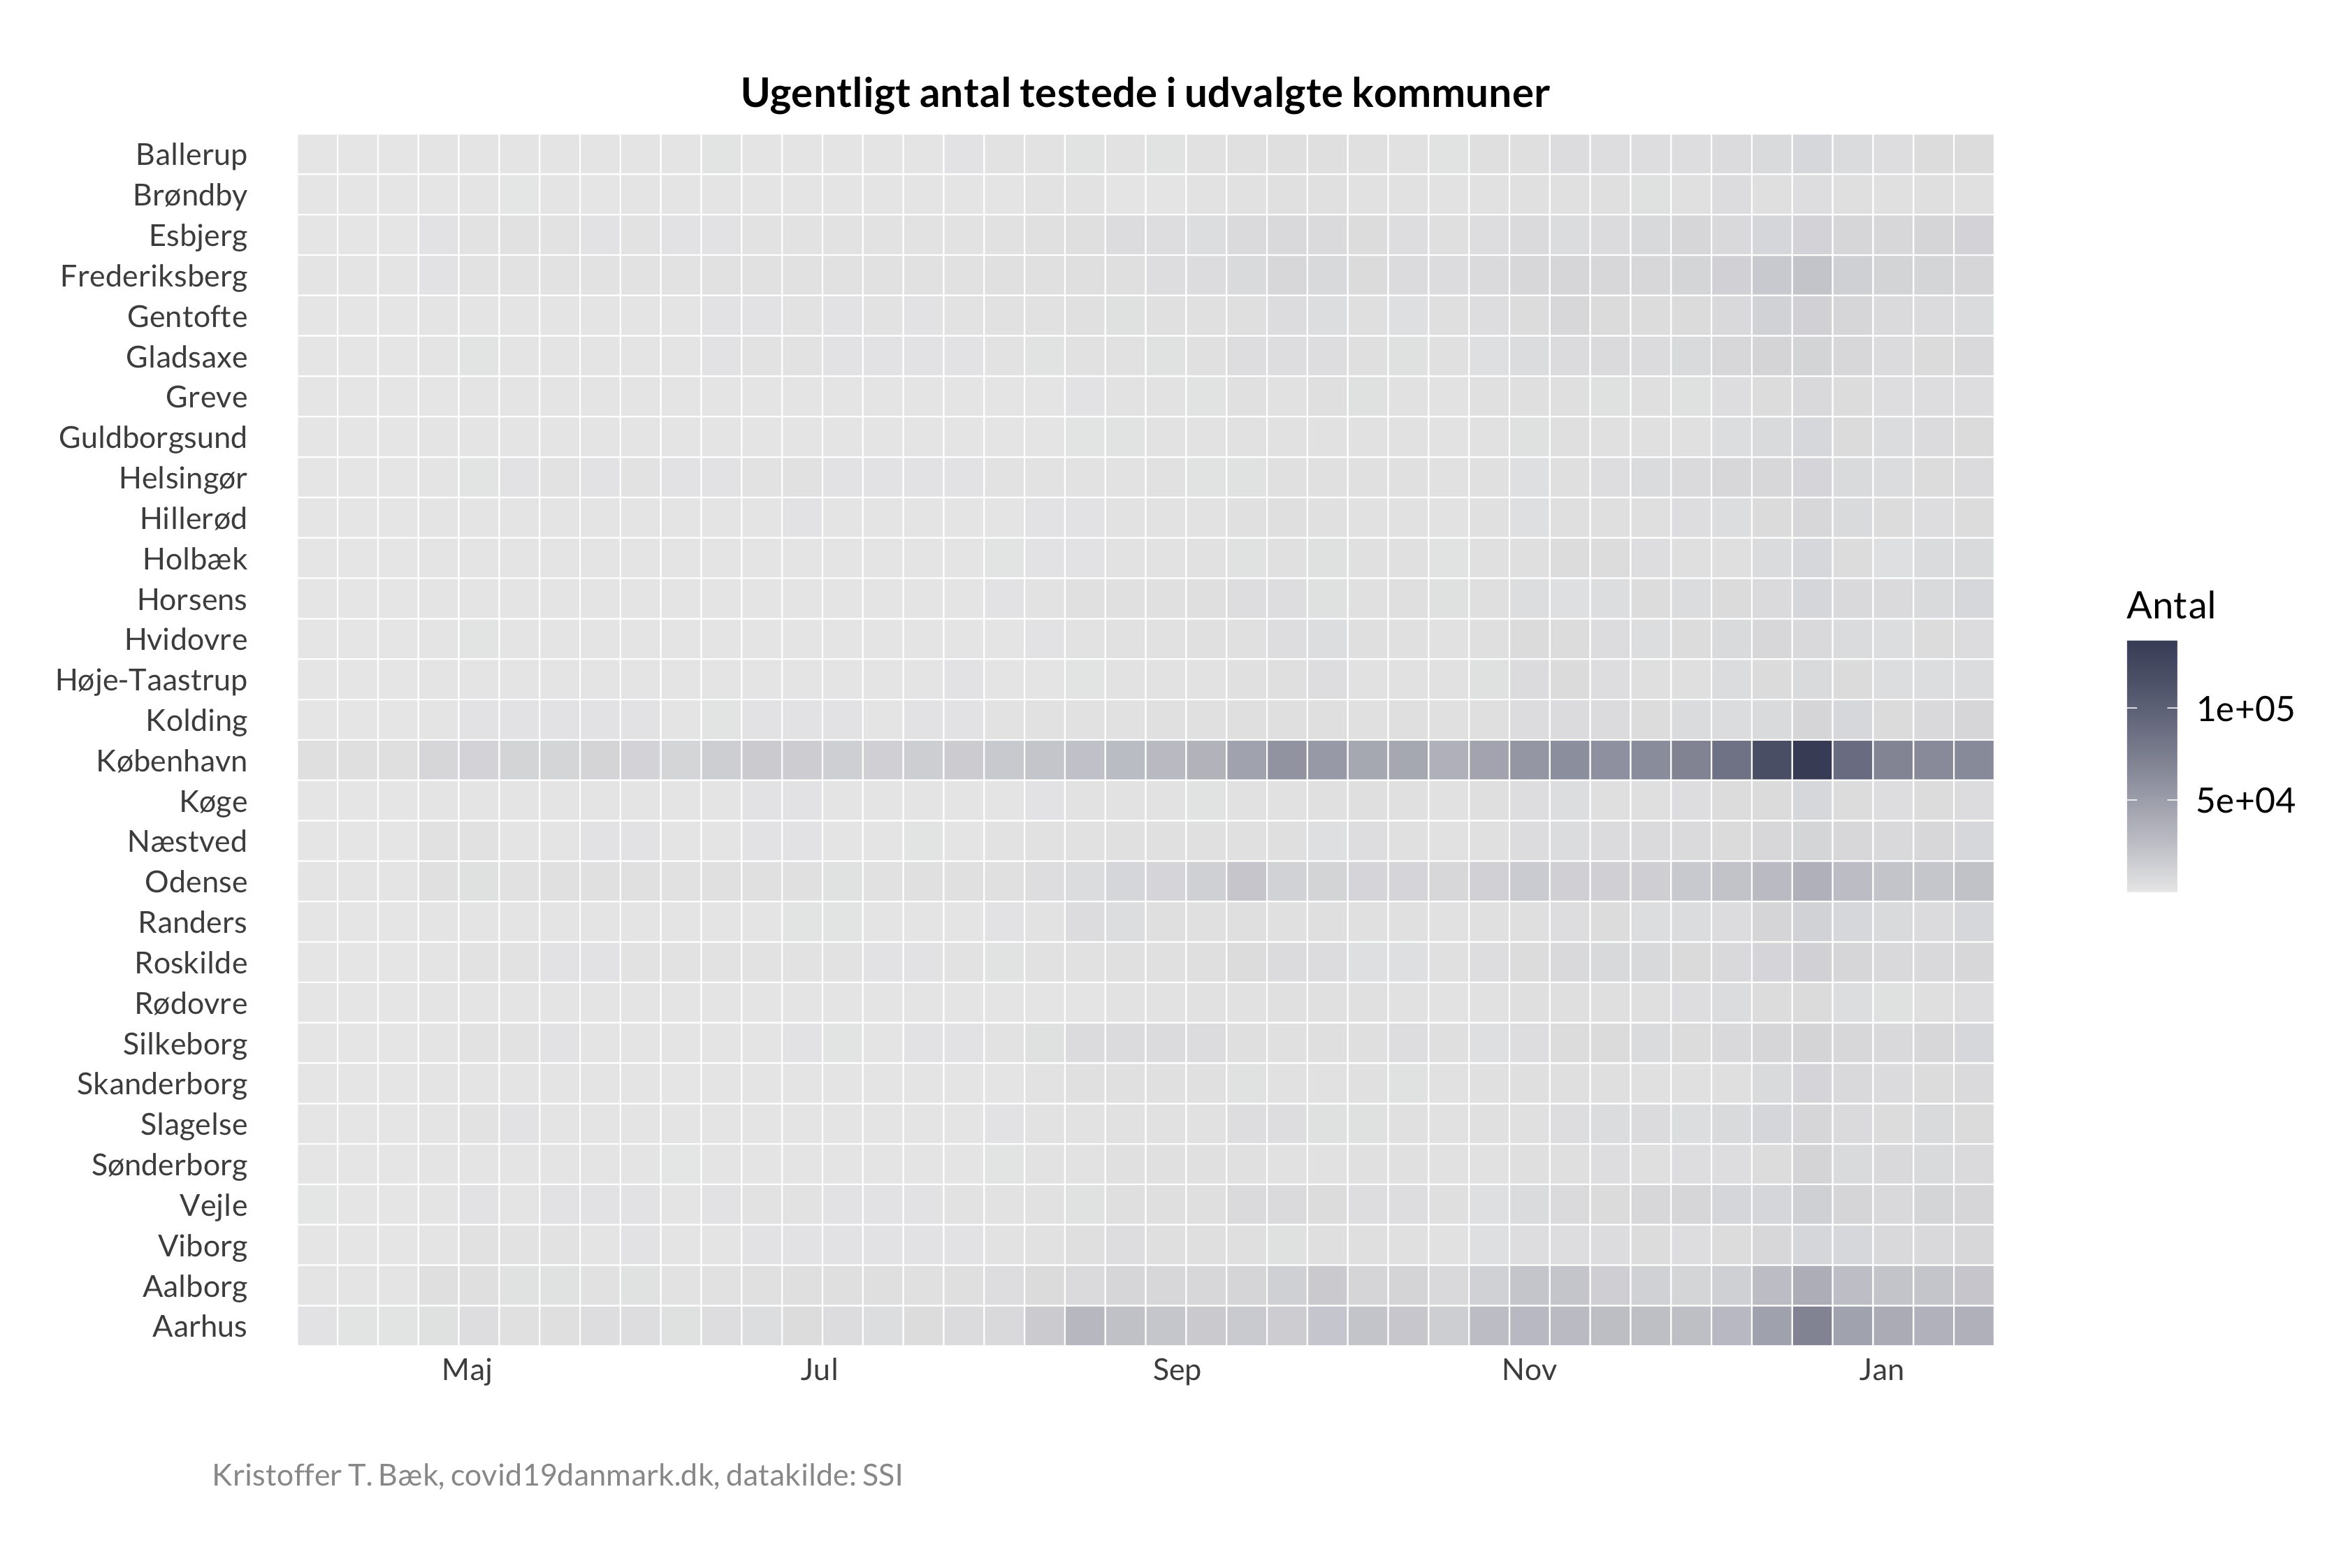 Ugentligt antal testede i udvalgte kommuner
Ballerup
Brøndby
Esbjerg
Frederiksberg
Gentofte
Gladsaxe
Greve
Guldborgsund
Helsingør
Hillerød
Holbæk
Horsens
Hvidovre
Høje-Taastrup
Kolding
København
Køge
Næstved
Odense
Randers
Roskilde
Rødovre
Silkeborg
Skanderborg
Slagelse
Sønderborg
Vejle
Viborg
Aalborg
Aarhus
Maj Jul Sep Nov Jan
Antal
1e+05
5e+04
Kristoffer T. Bæk, covid19danmark.dk, datakilde: SSI